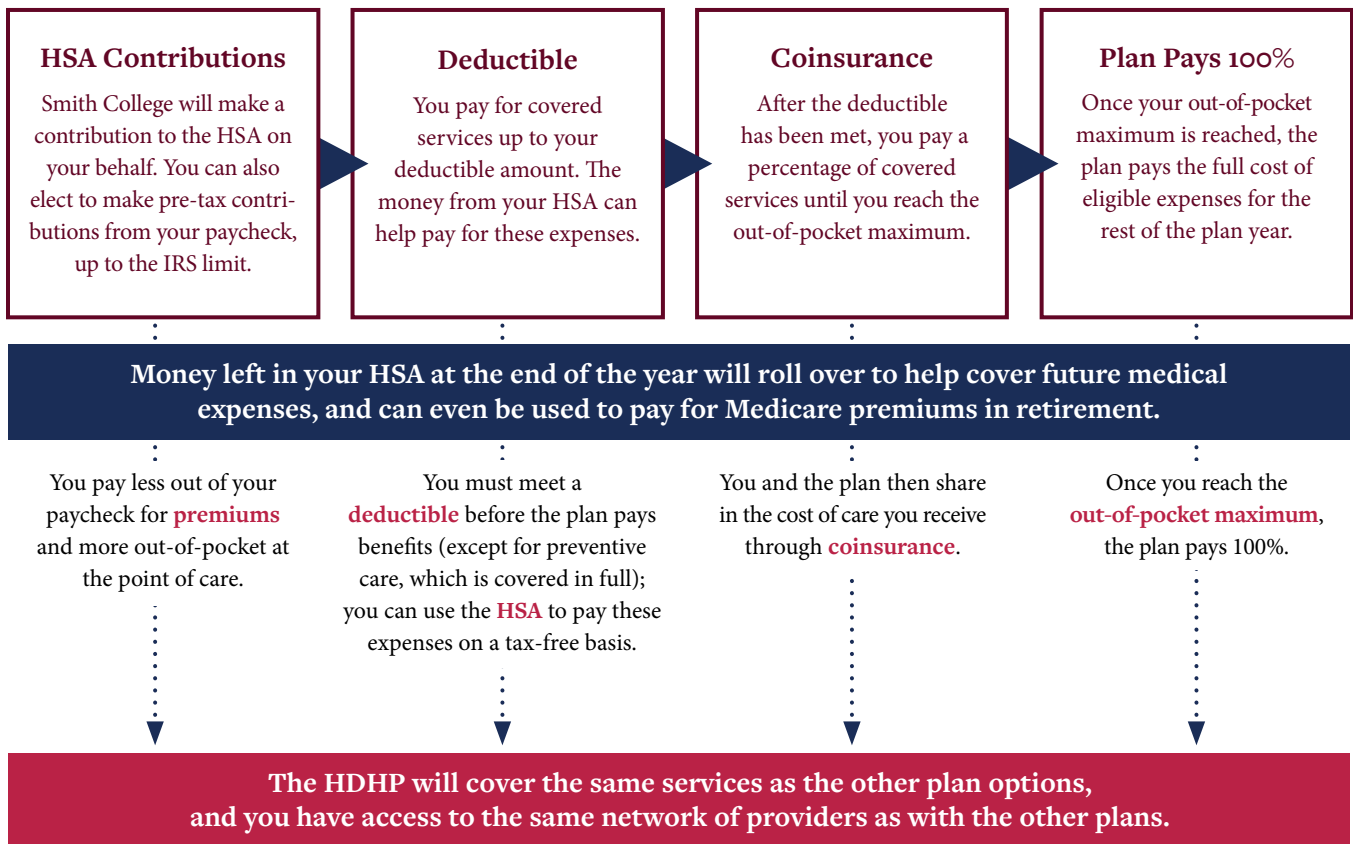 HSA Contributions
Smith College will make a
contribution to the HSA on
your behalf. You can also
elect to make pre-tax contri-
butions from your paycheck,
up to the IRS limit.
Deductible
You pay for covered
services up to your
deductible amount. The
money from your HSA can
help pay for these expenses.
Coinsurance
After the deductible
has been met, you pay a
percentage of covered
services until you reach the
out-of-pocket maximum.
Plan Pays 100%
Once your out-of-pocket
maximum is reached, the
plan pays the full cost of
eligible expenses for the
rest of the plan year.
Money left in your HSA at the end of the year will roll over to help cover future medical
expenses, and can even be used to pay for Medicare premiums in retirement.
You pay less out of your
paycheck for premiums
and more out-of-pocket at
the point of care.
You must meet a
deductible before the plan pays
benefits (except for preventive
care, which is covered in full);
you can use the HSA to pay these
expenses on a tax-free basis.
You and the plan then share
in the cost of care you receive
through coinsurance.
Once you reach the
out-of-pocket maximum,
the plan pays 100%.
The HDHP will cover the same services as the other plan options,
and you have access to the same network of providers as with the other plans.